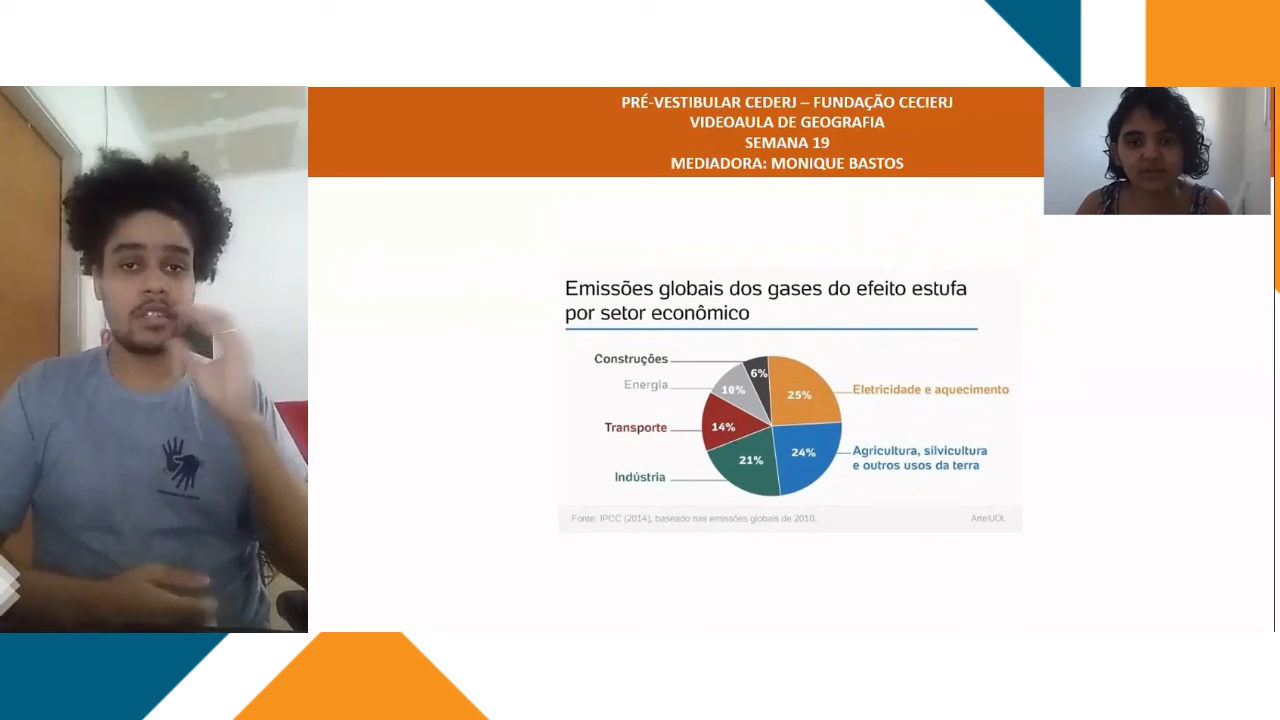 PRÉ-VESTIBULAR CEDERJ – FUNDAÇÃO CECIERJ
VIDEOAULA DE GEOGRAFIA
SEMANA 19
MEDIADORA: MONIQUE BASTOS
Emissões globais dos gases do efeito estufa
por setor econômico
Construções
6%
Energia
10%
25%
Eletricidade e aquecimento
Transporte
14%
24%
Agricultura, silvicultura
e outros usos da terra
21%
Indústria
Fonte: IPCC (2014), baseado nas emissões globais de 2010.
Arte/UOL